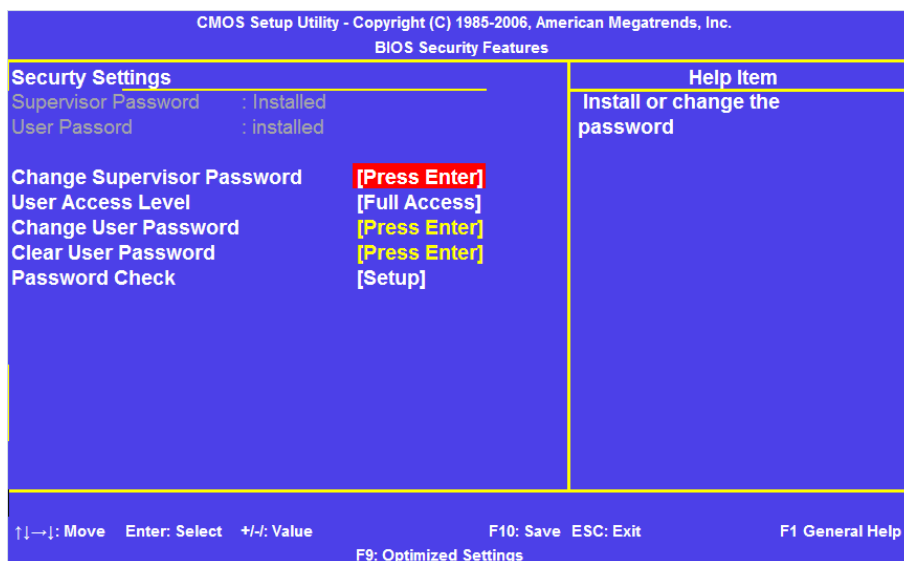 CMOS Setup Utility - Copyright (C) 1985-2006, American Megatrends, Inc.
BIOS Security Features
Securty Settings
Supervisor Password : Installed
User Passord : installed
Change Supervisor Password [Press Enter]
User Access Level [Full Access]
Change User Password [Press Enter]
Clear User Password [Press Enter]
Password Check [Setup]
Help Item
Install or change the
password
↑↓→↓: Move Enter: Select +/-/: Value F10: Save ESC: Exit F1 General Help
F9: Optimized Settings